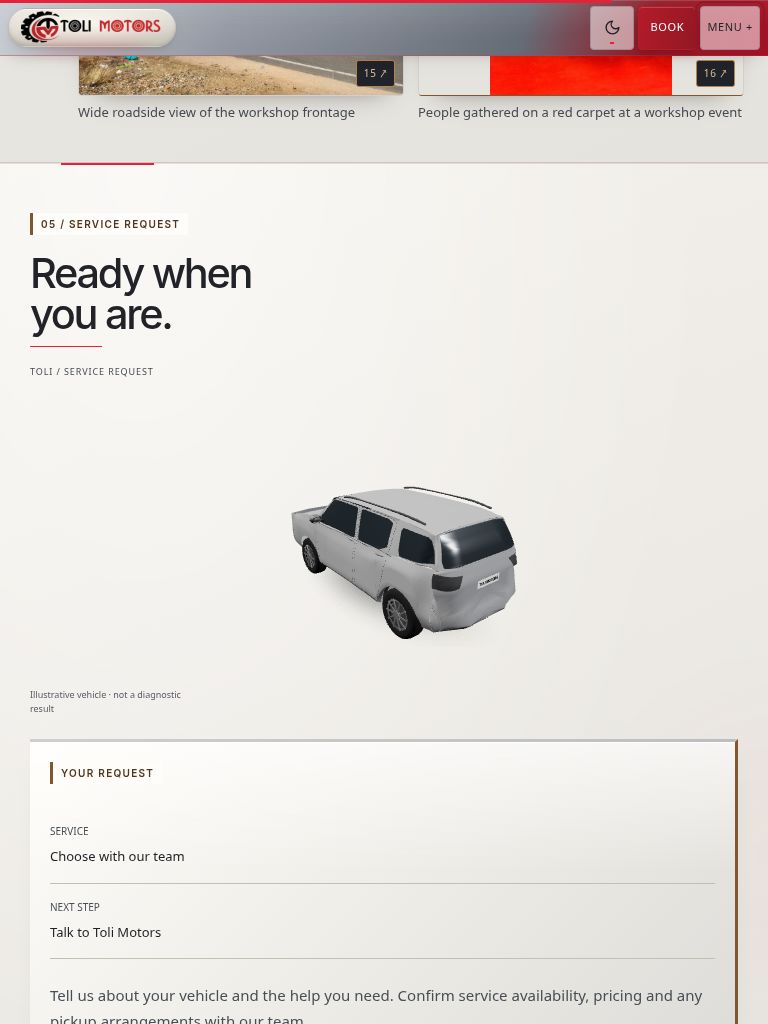 TOLI MOTORS
BOOK
MENU +
15 ↗
16 ↗
Wide roadside view of the workshop frontage
People gathered on a red carpet at a workshop event
05 / SERVICE REQUEST
Ready when
you are.
TOLI / SERVICE REQUEST
TOLI MOTORS
Illustrative vehicle · not a diagnostic
result
YOUR REQUEST
SERVICE
Choose with our team
NEXT STEP
Talk to Toli Motors
Tell us about your vehicle and the help you need. Confirm service availability, pricing and any
pickup arrangements with our team.